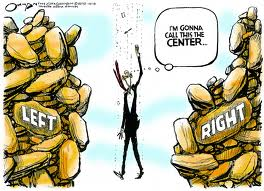 I'M GONNA
CALL THIS THE
CENTER...
LEFT
RIGHT